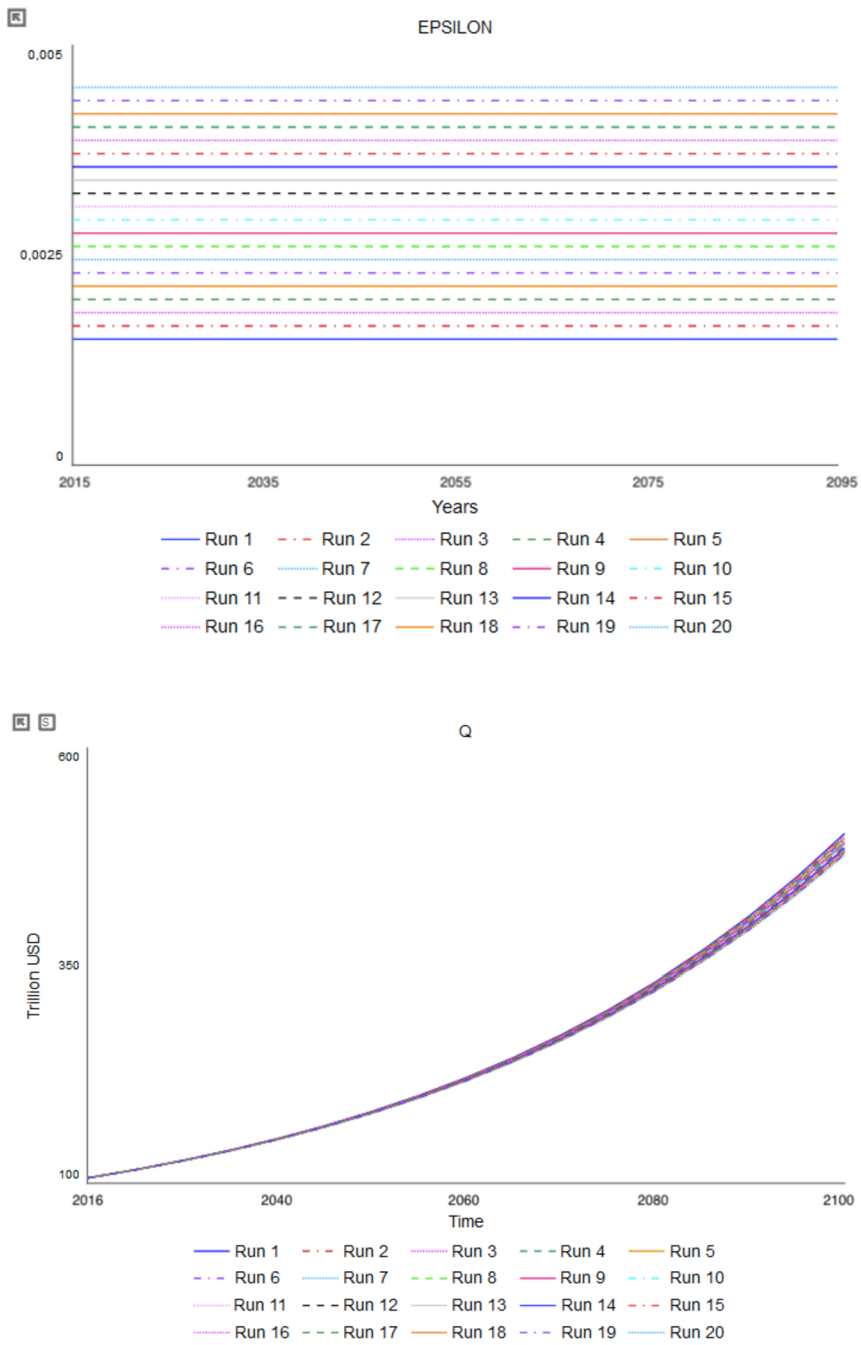 EPSILON
0,005
0,0025
0
2015 2035 2055 2075 2095
Years
Run 1 Run 2 Run 3 Run 4 Run 5
Run 6 Run 7 Run 8 Run 9 Run 10
Run 11 Run 12 Run 13 Run 14 Run 15
Run 16 Run 17 Run 18 Run 19 Run 20
S
Q
600
Trillion USD
350
100
2016 2040 2060 2080 2100
Time
Run 1 Run 2 Run 3 Run 4 Run 5
Run 6 Run 7 Run 8 Run 9 Run 10
Run 11 Run 12 Run 13 Run 14 Run 15
Run 16 Run 17 Run 18 Run 19 Run 20